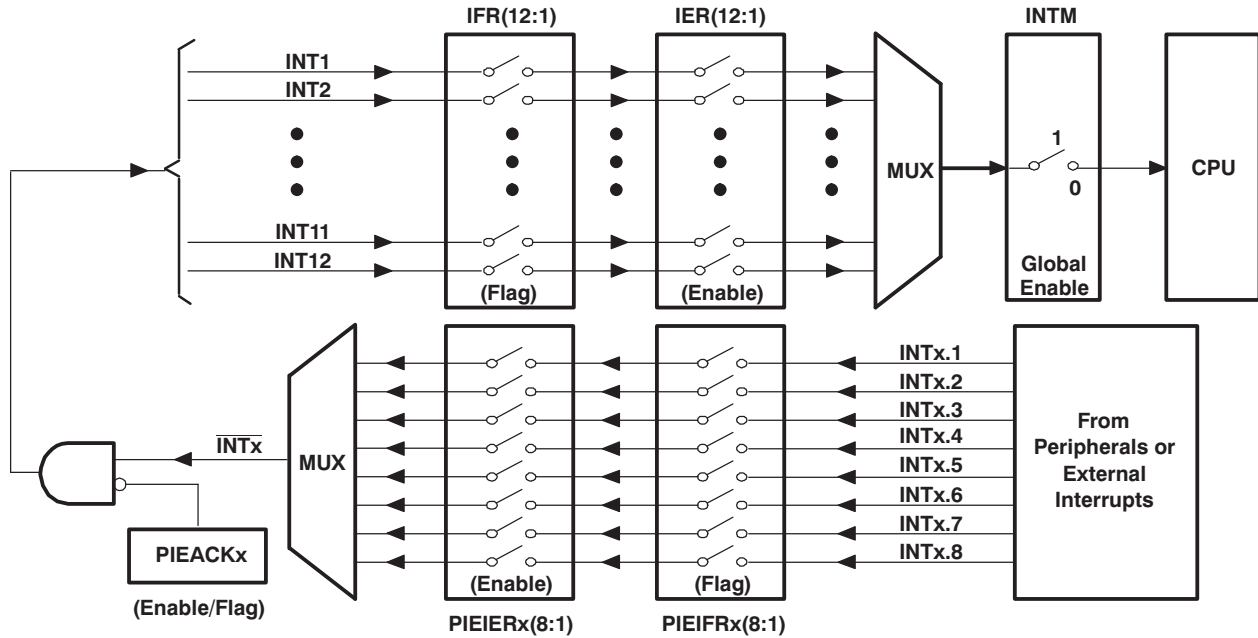 IFR(12:1)
IER(12:1)
INTM
INT1
INT2
MUX
1
0
CPU
INT11
INT12
(Flag)
(Enable)
Global
Enable
INTx.1
INTx.2
INTx.3
INTx.4
INTx.5
INTx.6
INTx.7
INTx.8
From
Peripherals or
External
Interrupts
INTx
MUX
PIEACKx
(Enable/Flag)
(Enable)
(Flag)
PIEIERx(8:1)
PIEIFRx(8:1)